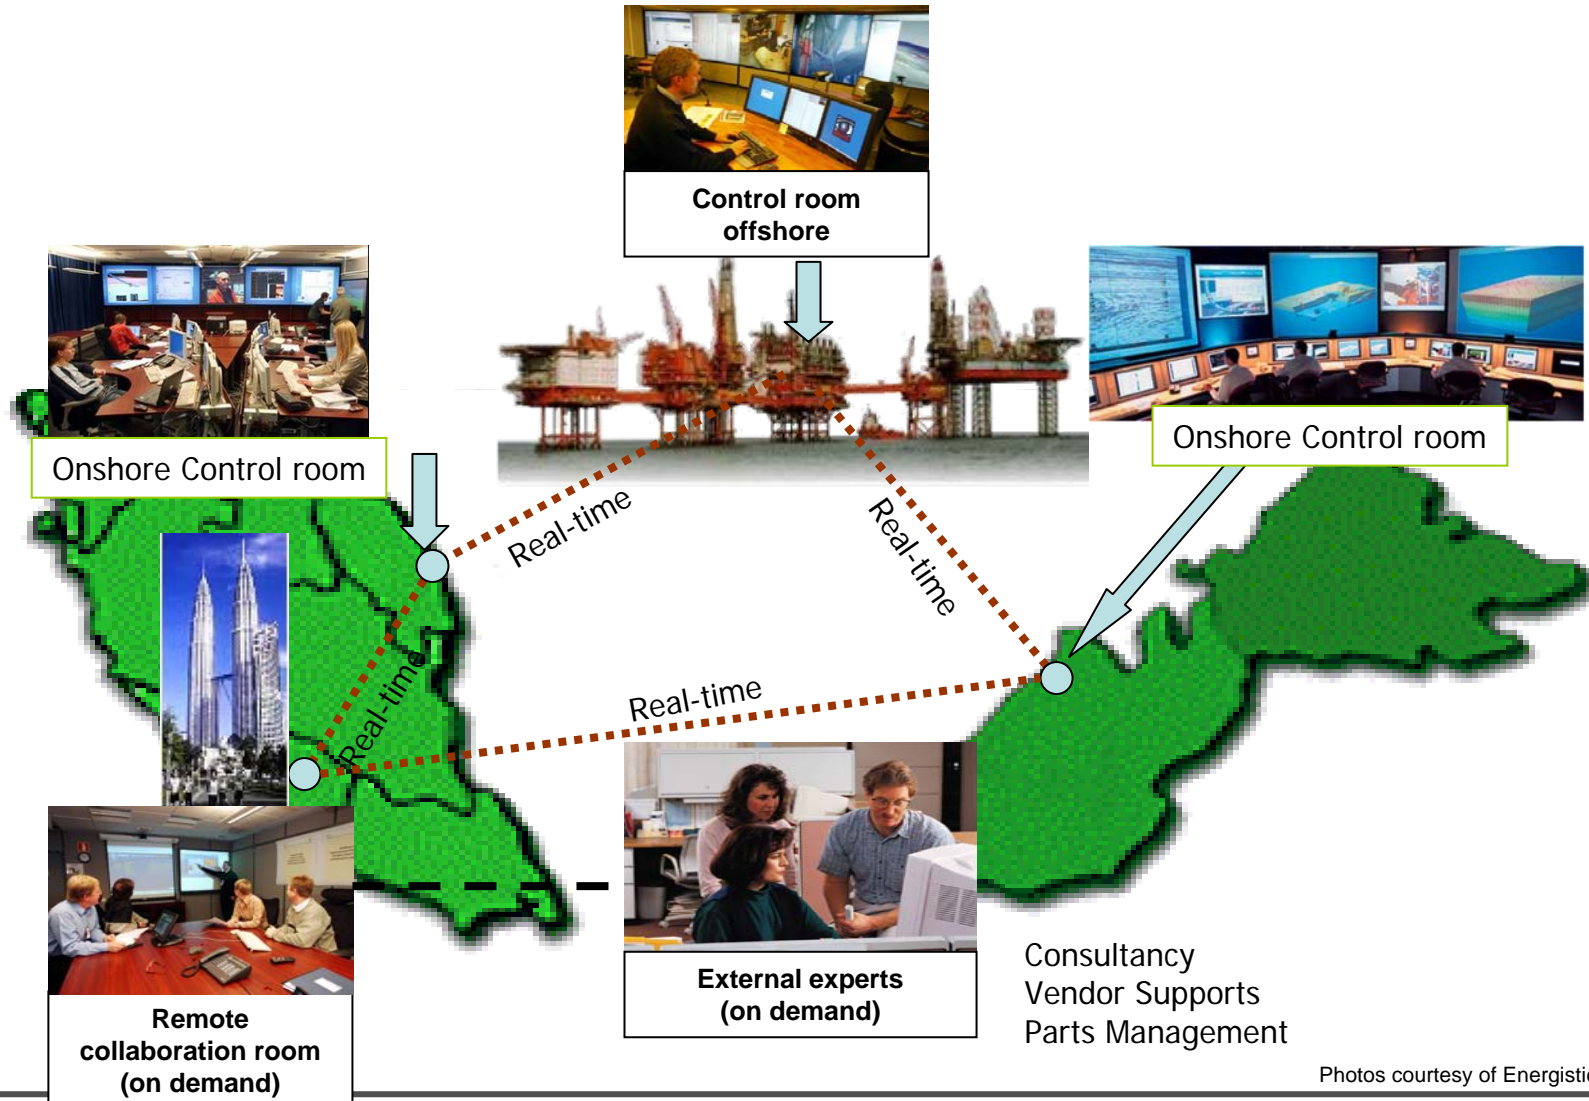 Control room
offshore
Onshore Control room
Onshore Control room
Real-time
Real-time
Real-time
Real-time
External experts
(on demand)
Consultancy
Vendor Supports
Parts Management
Remote
collaboration room
(on demand)
Photos courtesy of Energistic